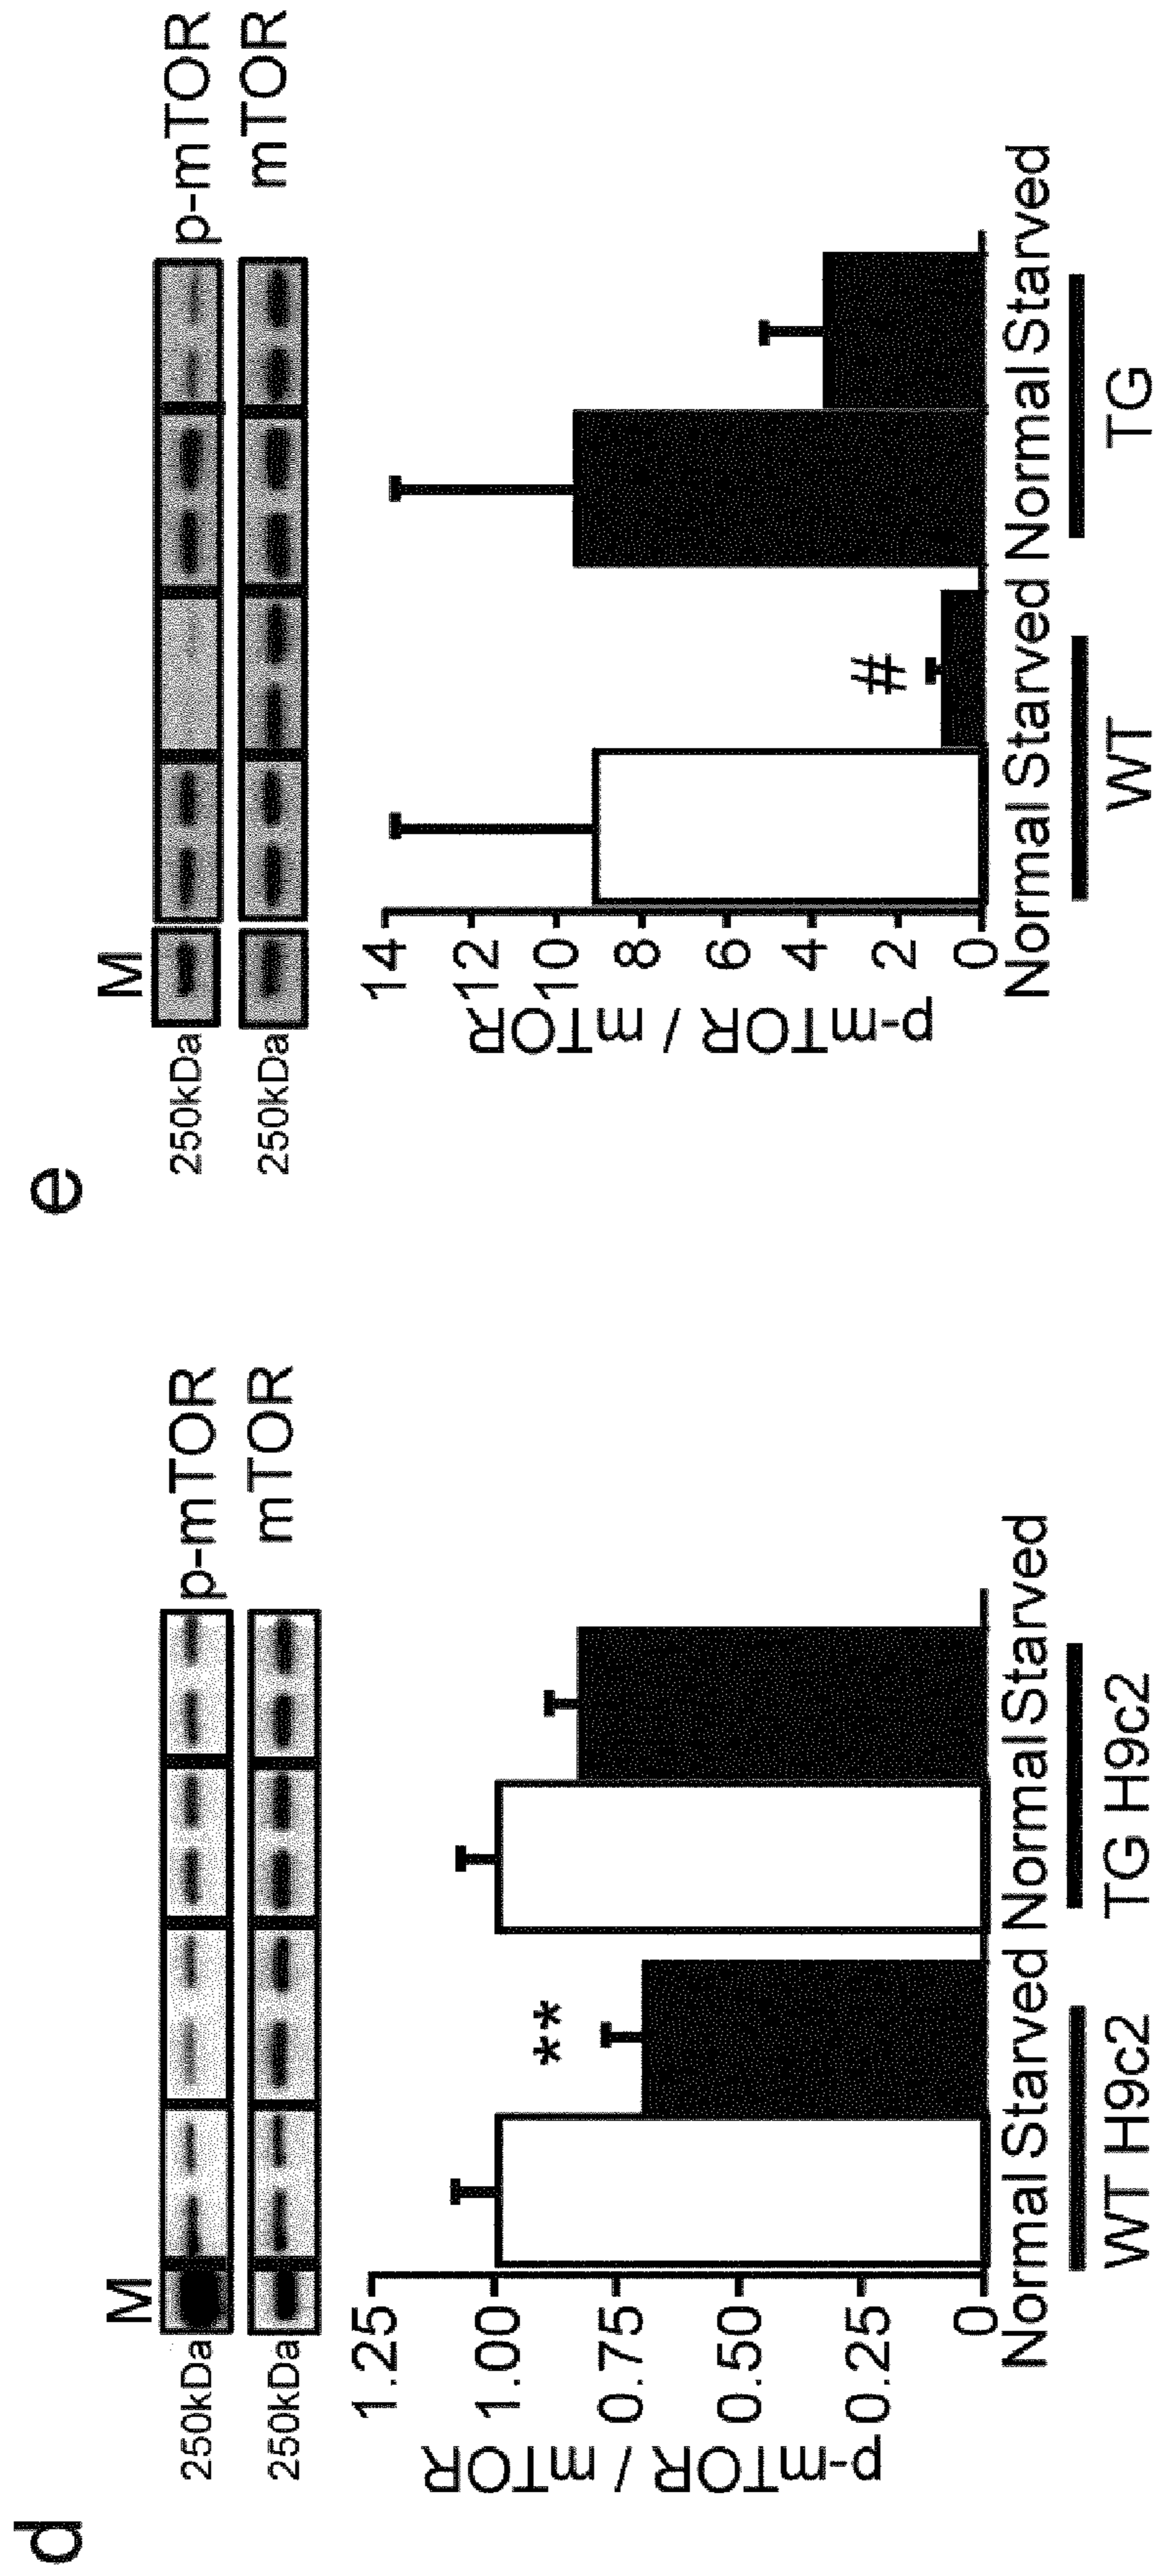 d
M
250kDa
p-mTOR
250kDa
mTOR
p-mTOR / mTOR
1.25
1.00
0.75
0.50
0.25
0
**
Normal Starved Normal Starved
WT H9c2 TG H9c2
e
M
250kDa
p-mTOR
250kDa
mTOR
p-mTOR / mTOR
14
12
10
8
6
4
2
0
#
Normal Starved Normal Starved
WT TG